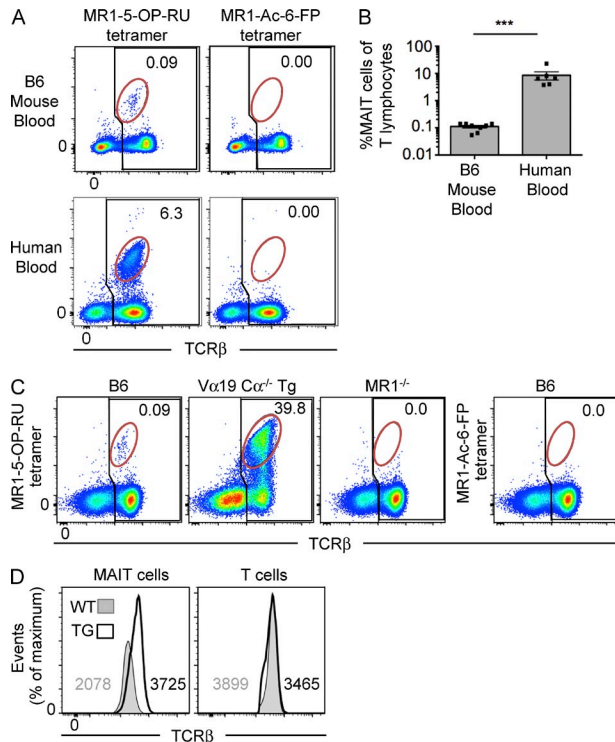 A
MR1-5-OP-RU tetramer
MR1-Ac-6-FP tetramer
B6 Mouse Blood
0.09
0.00
0
0
Human Blood
6.3
0.00
0
0
TCRβ
B
***
%MAIT cells of T lymphocytes
100
10
1
0.1
0.01
B6 Mouse Blood
Human Blood
C
B6
Vα19 Cα-/- Tg
MR1-/-
B6
MR1-5-OP-RU tetramer
0.09
39.8
0.0
MR1-Ac-6-FP tetramer
0.0
0
0
TCRβ
D
MAIT cells
T cells
Events (% of maximum)
WT
TG
2078
3725
3899
3465
0
0
TCRβ